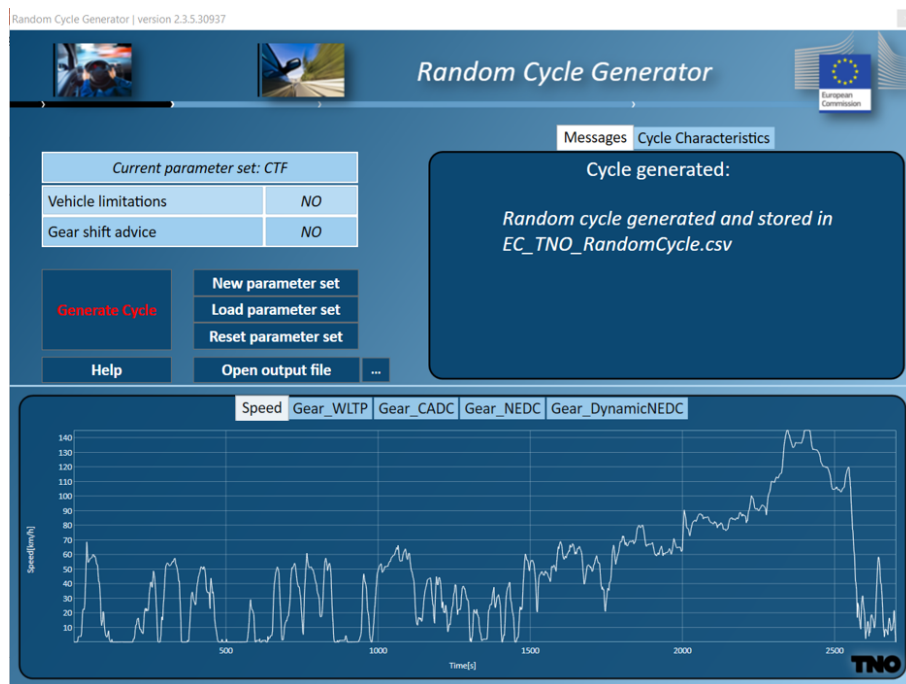 Random Cycle Generator | version 2.3.5.30937
Random Cycle Generator
European
Commission
Messages
Cycle Characteristics
Current parameter set: CTF
Vehicle limitations
NO
Gear shift advice
NO
Cycle generated:
Random cycle generated and stored in
EC_TNO_RandomCycle.csv
Generate Cycle
New parameter set
Load parameter set
Reset parameter set
Help
Open output file
...
Speed
Gear_WLTP
Gear_CADC
Gear_NEDC
Gear_DynamicNEDC
140
130
120
110
100
90
80
70
60
50
40
30
20
10
Speed[km/h]
500
1000
1500
2000
2500
Time[s]
TNO